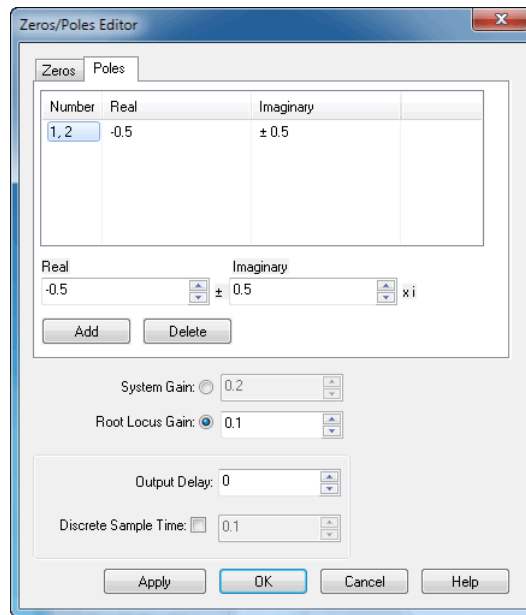 Zeros/Poles Editor
Zeros Poles
Number Real Imaginary
1, 2 -0.5 ± 0.5
Real Imaginary
-0.5 ± 0.5 x i
Add Delete
System Gain: 0.2
Root Locus Gain: 0.1
Output Delay: 0
Discrete Sample Time: 0.1
Apply OK Cancel Help